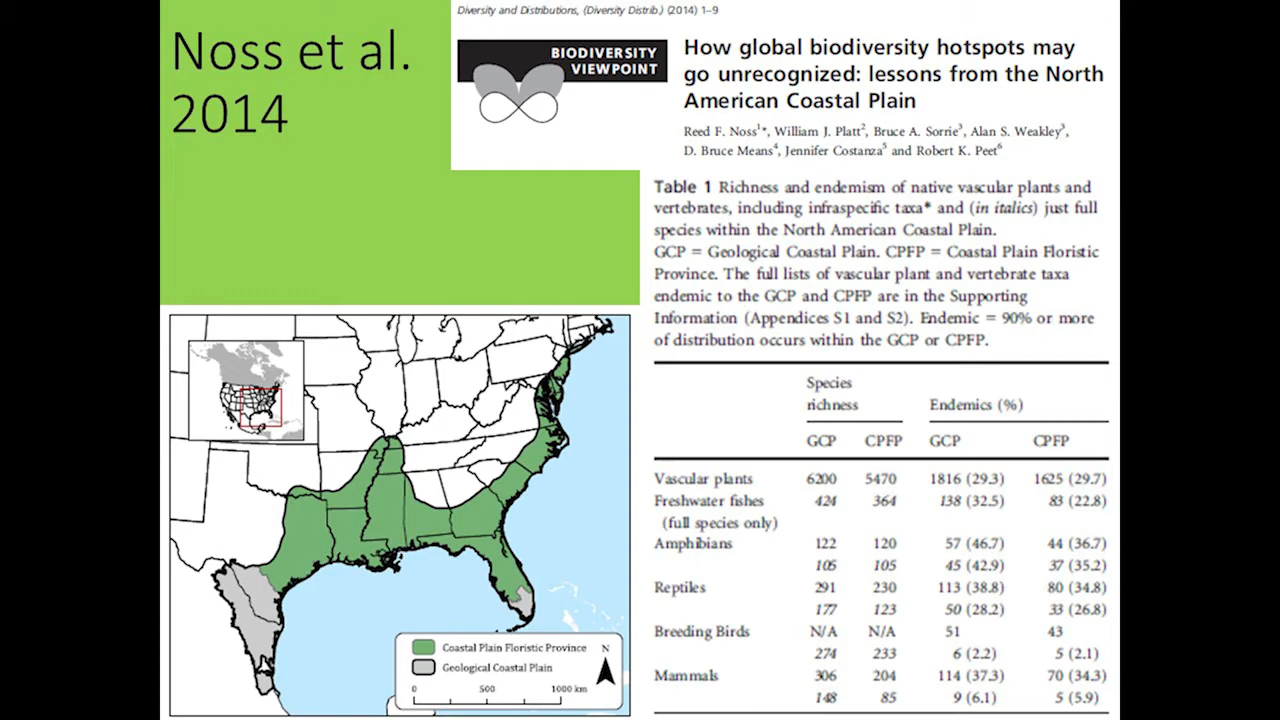 Noss et al.
2014
Diversity and Distributions, (Diversity Distrib.) (2014) 1–9
BIODIVERSITY
VIEWPOINT
How global biodiversity hotspots may
go unrecognized: lessons from the North
American Coastal Plain
Reed F. Noss1*, William J. Platt2, Bruce A. Sorrie3, Alan S. Weakley3,
D. Bruce Means4, Jennifer Costanza5 and Robert K. Peet6
Table 1 Richness and endemism of native vascular plants and
vertebrates, including infraspecific taxa* and (in italics) just full
species within the North American Coastal Plain.
GCP = Geological Coastal Plain. CPFP = Coastal Plain Floristic
Province. The full lists of vascular plant and vertebrate taxa
endemic to the GCP and CPFP are in the Supporting
Information (Appendices S1 and S2). Endemic = 90% or more
of distribution occurs within the GCP or CPFP.
Species
richness Endemics (%)
GCP CPFP GCP CPFP
Vascular plants 6200 5470 1816 (29.3) 1625 (29.7)
Freshwater fishes 424 364 138 (32.5) 83 (22.8)
(full species only)
Amphibians 122 120 57 (46.7) 44 (36.7)
105 105 45 (42.9) 37 (35.2)
Reptiles 291 230 113 (38.8) 80 (34.8)
177 123 50 (28.2) 33 (26.8)
Breeding Birds N/A N/A 51 43
274 233 6 (2.2) 5 (2.1)
Mammals 306 204 114 (37.3) 70 (34.3)
148 85 9 (6.1) 5 (5.9)
Coastal Plain Floristic Province N
Geological Coastal Plain
0 500 1000 km